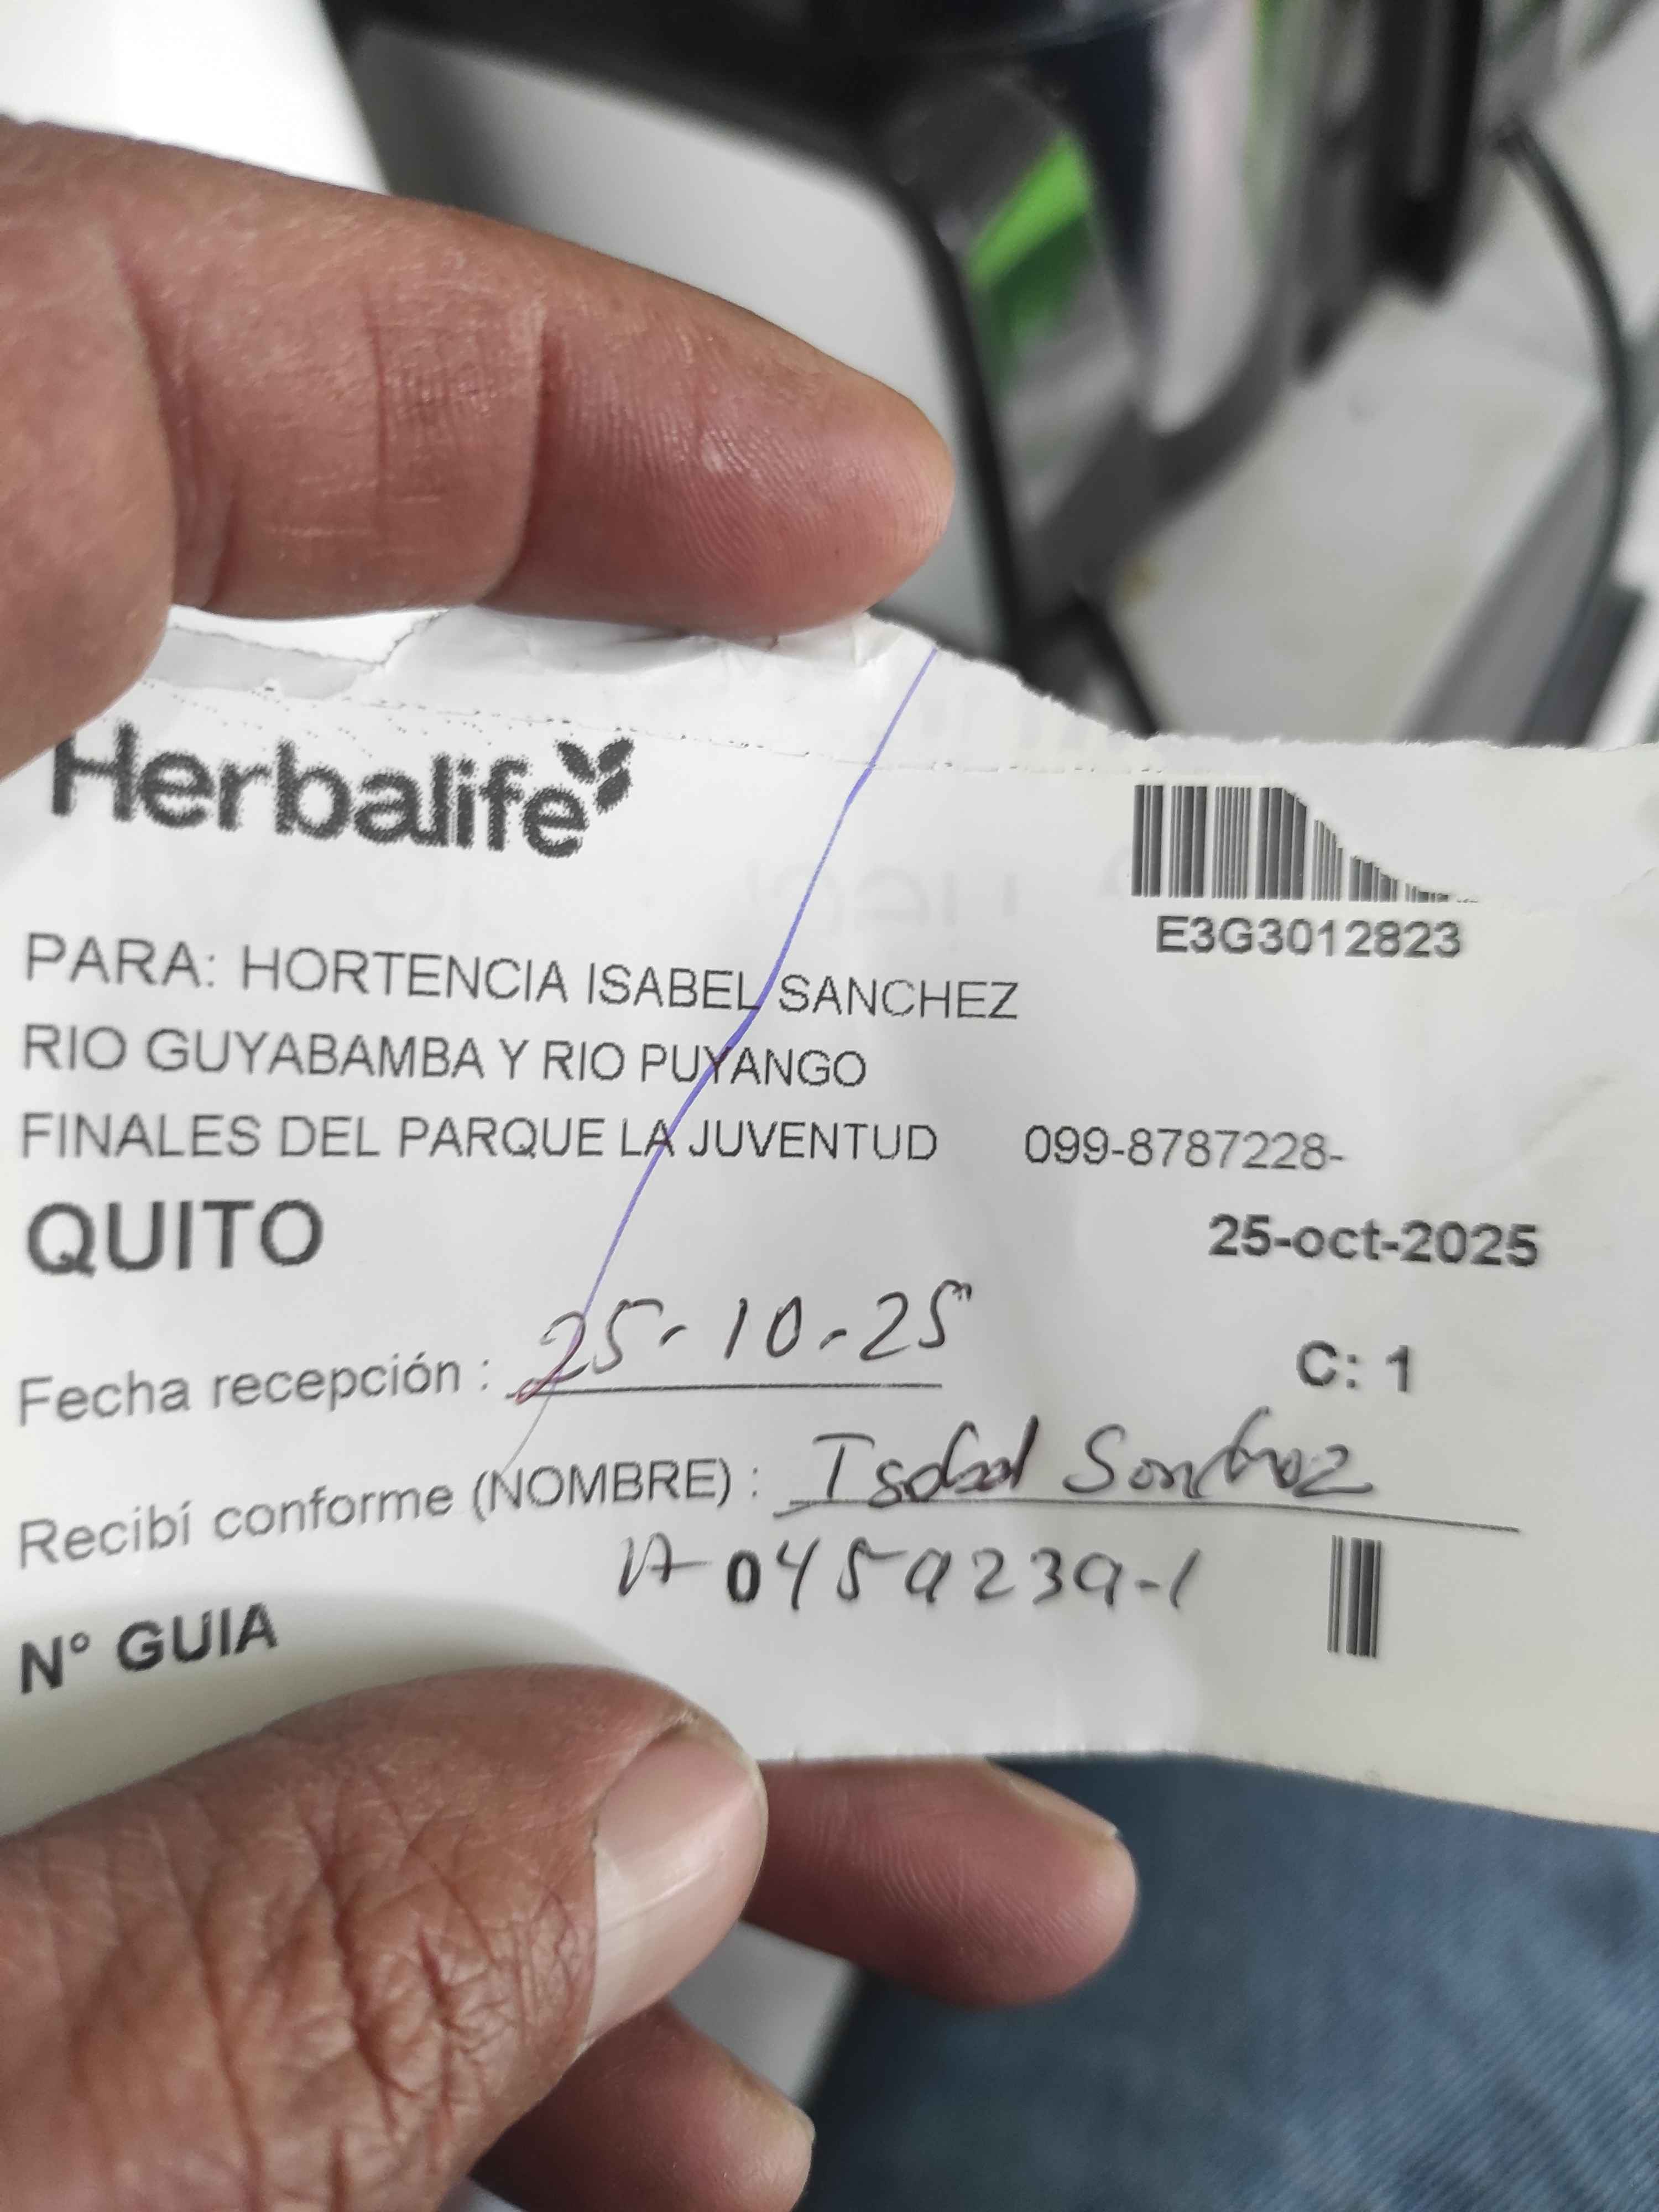 Herbalife
E3G3012823
PARA: HORTENCIA ISABEL SANCHEZ
RIO GUYABAMBA Y RIO PUYANGO
FINALES DEL PARQUE LA JUVENTUD 099-8787228-
QUITO 25-oct-2025
Fecha recepción : 25-10-25
C: 1
Recibí conforme (NOMBRE) : Isabel Sanchez
170459239-1
N° GUIA